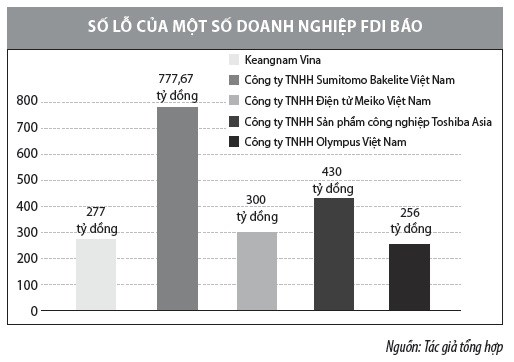 SỐ LỖ CỦA MỘT SỐ DOANH NGHIỆP FDI BÁO
Keangnam Vina
Công ty TNHH Sumitomo Bakelite Việt Nam
Công ty TNHH Điện tử Meiko Việt Nam
Công ty TNHH Sản phẩm công nghiệp Toshiba Asia
Công ty TNHH Olympus Việt Nam
777,67
tỷ đồng
277
tỷ đồng
300
tỷ đồng
430
tỷ đồng
256
tỷ đồng
800
700
600
500
400
300
200
100
0
Nguồn: Tác giả tổng hợp